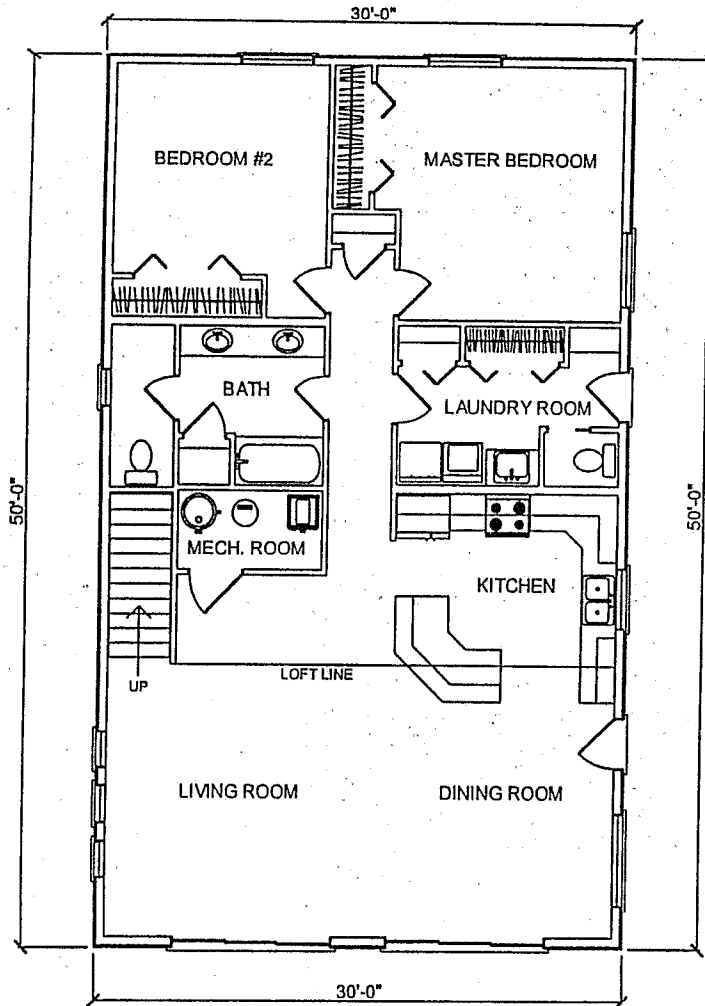 30'-0"
BEDROOM #2
MASTER BEDROOM
BATH
LAUNDRY ROOM
50'-0"
50'-0"
MECH. ROOM
KITCHEN
LOFT LINE
UP
LIVING ROOM
DINING ROOM
30'-0"